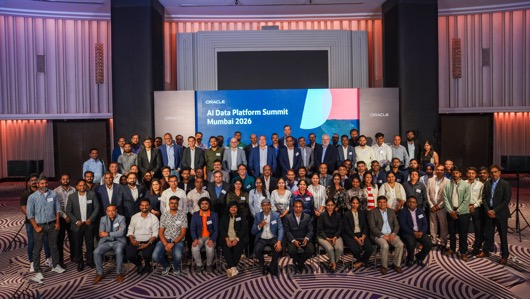 ORACLE
AI Data Platform Summit
Mumbai 2026
ORACLE